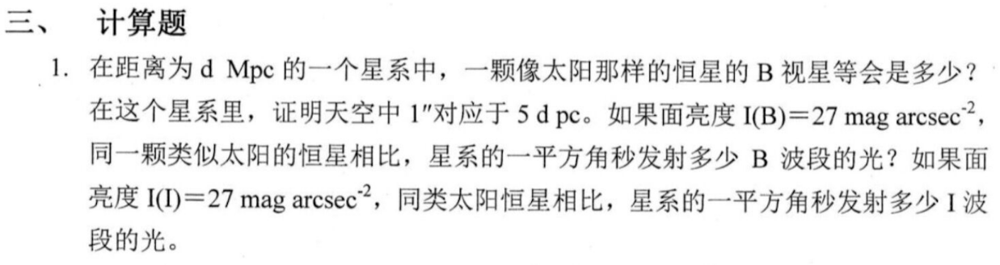 三、 计算题
1. 在距离为 d Mpc 的一个星系中，一颗像太阳那样的恒星的 B 视星等会是多少？
在这个星系里，证明天空中 1″对应于 5 d pc。如果面亮度 I(B)＝27 mag arcsec⁻²，
同一颗类似太阳的恒星相比，星系的一平方角秒发射多少 B 波段的光？如果面
亮度 I(I)＝27 mag arcsec⁻²，同类太阳恒星相比，星系的一平方角秒发射多少 I 波
段的光。